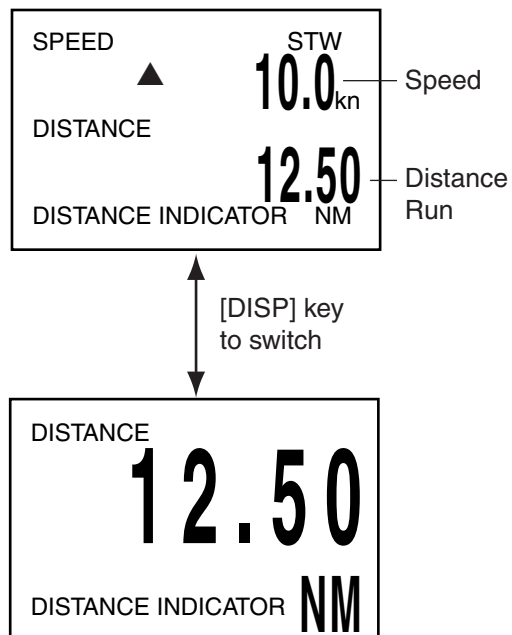 SPEED STW
10.0kn
Speed
DISTANCE
12.50
Distance
Run
DISTANCE INDICATOR NM
[DISP] key
to switch
DISTANCE
12.50
DISTANCE INDICATOR NM